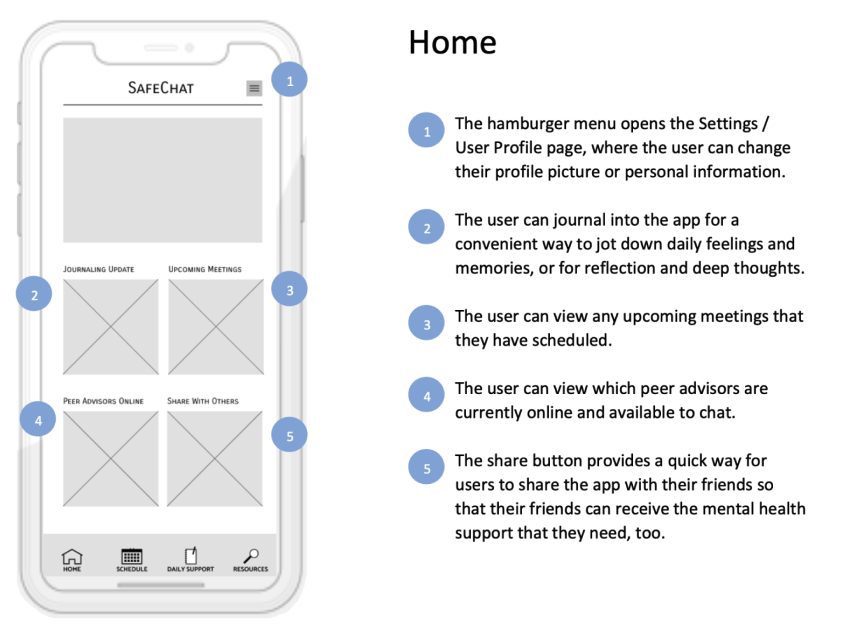 Home
SAFECHAT
1
JOURNALING UPDATE
UPCOMING MEETINGS
2
3
PEER ADVISORS ONLINE
SHARE WITH OTHERS
4
5
HOME
SCHEDULE
DAILY SUPPORT
RESOURCES
1
The hamburger menu opens the Settings /
User Profile page, where the user can change
their profile picture or personal information.
2
The user can journal into the app for a
convenient way to jot down daily feelings and
memories, or for reflection and deep thoughts.
3
The user can view any upcoming meetings that
they have scheduled.
4
The user can view which peer advisors are
currently online and available to chat.
5
The share button provides a quick way for
users to share the app with their friends so
that their friends can receive the mental health
support that they need, too.